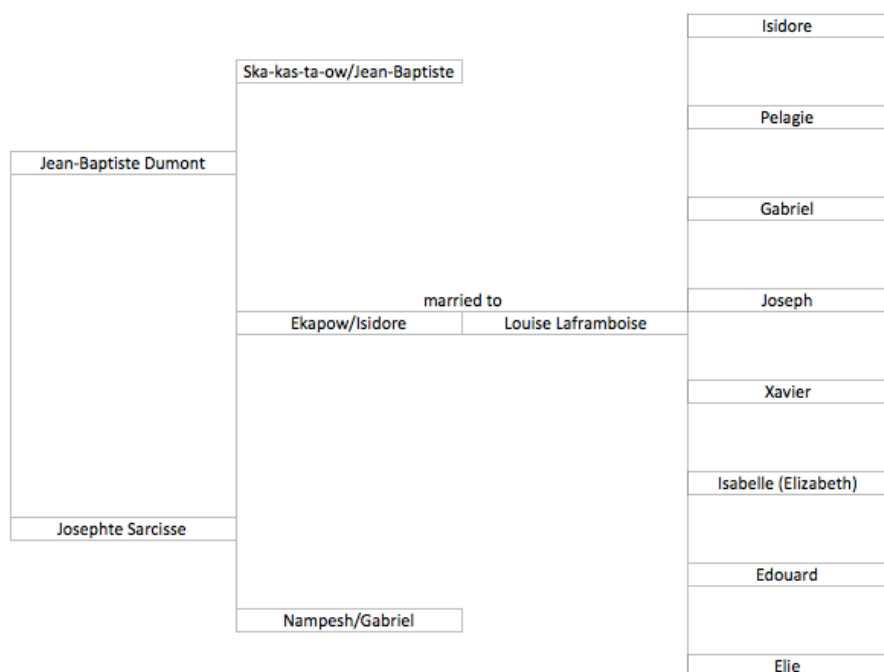 Isidore
Ska-kas-ta-ow/Jean-Baptiste
Pelagie
Jean-Baptiste Dumont
Gabriel
married to
Joseph
Ekapow/Isidore
Louise Laframboise
Xavier
Isabelle (Elizabeth)
Josephte Sarcisse
Edouard
Nampesh/Gabriel
Elie